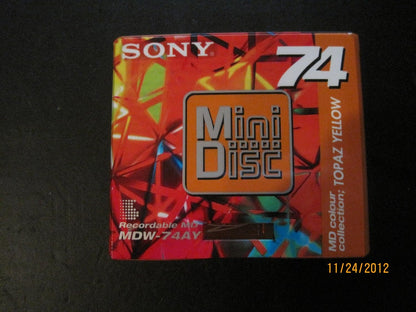 SONY
74
Mini
Disc
MD colour
collection; TOPAZ YELLOW
Recordable MD
MDW-74AY
11/24/2012